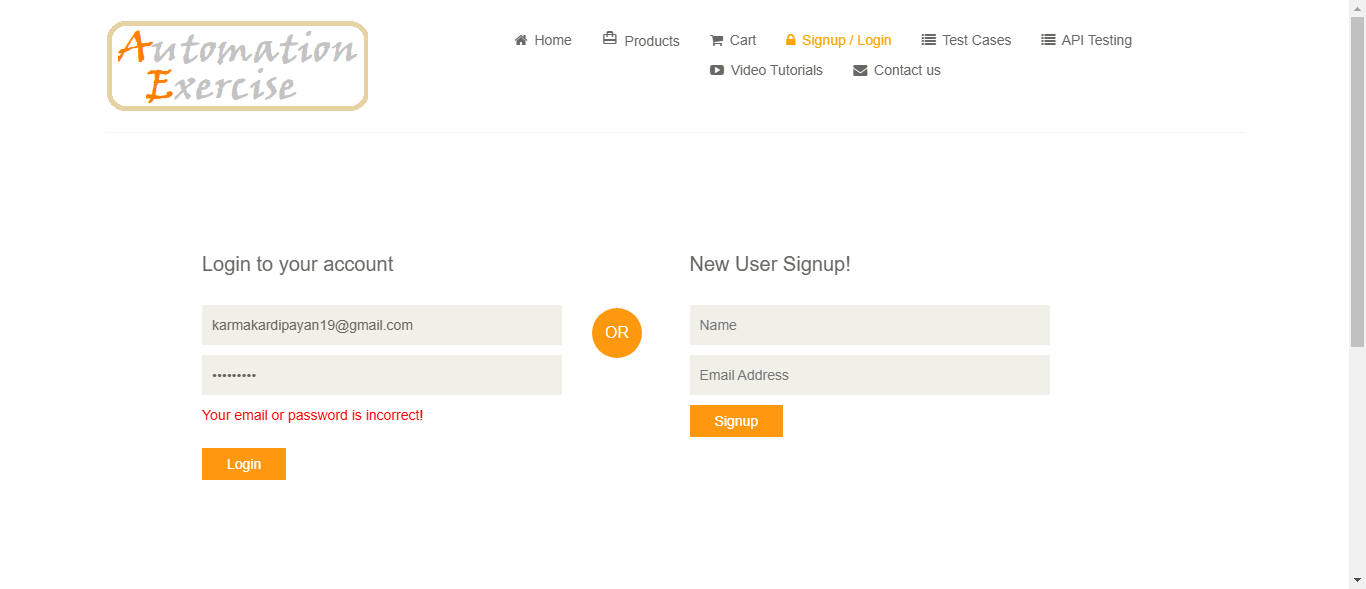 Automation
Exercise
Home Products Cart Signup / Login Test Cases API Testing
Video Tutorials Contact us
Login to your account
karmakardipayan19@gmail.com
•••••••••
Your email or password is incorrect!
Login
OR
New User Signup!
Name
Email Address
Signup